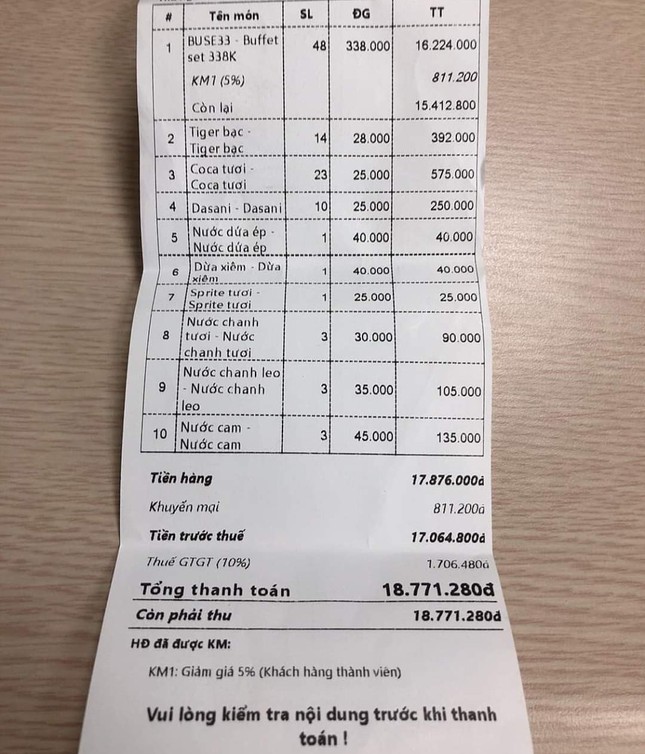 # Tên món SL ĐG TT
1 BUSE33 - Buffet 48 338.000 16.224.000
set 338K
KM1 (5%) 811.200
Còn lại 15.412.800
2 Tiger bạc - 14 28.000 392.000
Tiger bạc
3 Coca tươi - 23 25.000 575.000
Coca tươi
4 Dasani - Dasani 10 25.000 250.000
5 Nước dứa ép - 1 40.000 40.000
Nước dứa ép
6 Dừa xiêm - Dừa 1 40.000 40.000
xiêm
7 Sprite tươi - 1 25.000 25.000
Sprite tươi
Nước chanh
8 tươi - Nước 3 30.000 90.000
chanh tươi
Nước chanh leo
9 - Nước chanh 3 35.000 105.000
leo
10 Nước cam - 3 45.000 135.000
Nước cam
Tiền hàng 17.876.000đ
Khuyến mại 811.200đ
Tiền trước thuế 17.064.800đ
Thuế GTGT (10%) 1.706.480đ
Tổng thanh toán 18.771.280đ
Còn phải thu 18.771.280đ
HĐ đã được KM:
KM1: Giảm giá 5% (Khách hàng thành viên)
Vui lòng kiểm tra nội dung trước khi thanh
toán !